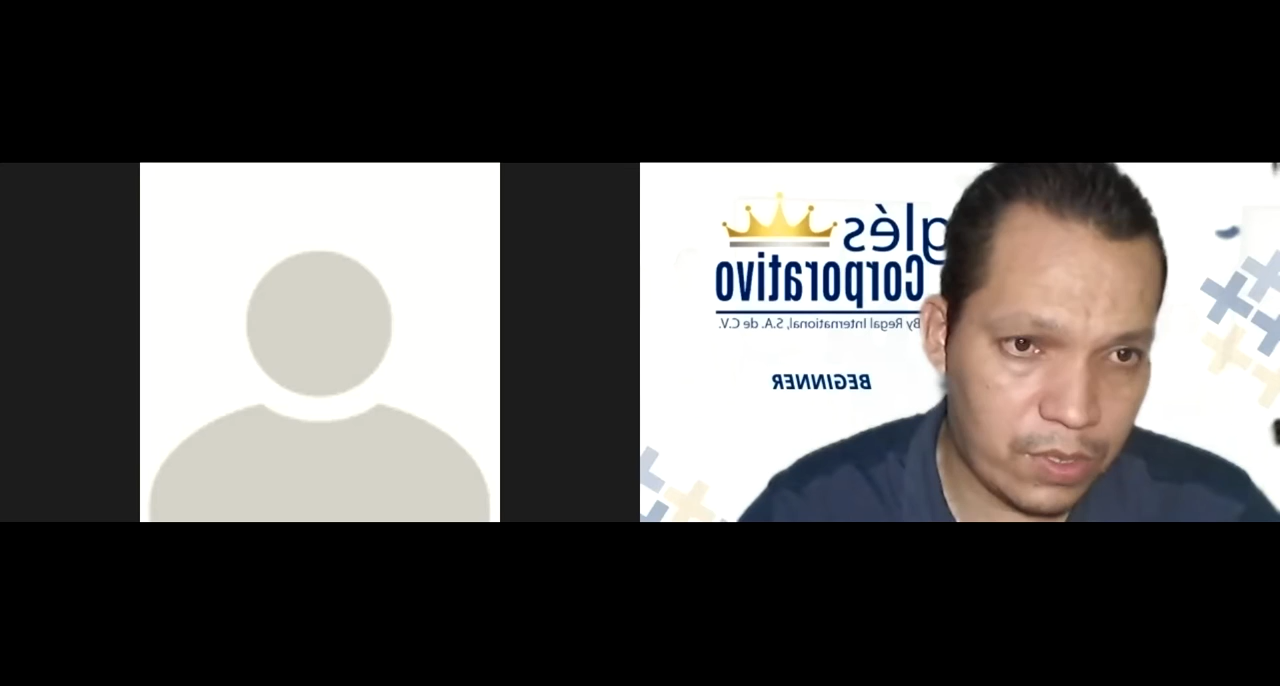 glés
Corporativo
By Regal International, S.A. de C.V.
BEGINNER